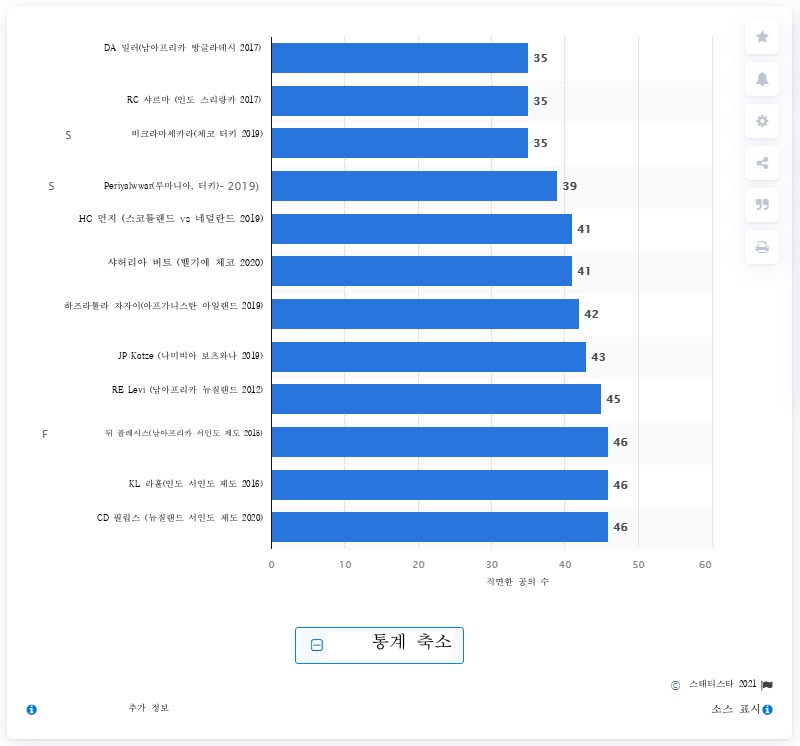 DA 밀러(남아프리카 방글라데시 2017)
35
RC 샤르마 (인도 스리랑카 2017)
35
S 비크라마세카라(체코 터키 2019)
35
S Periyalwwar(루마니아, 터키)- 2019)
39
HC 먼지 (스코틀랜드 vs 네덜란드 2019)
41
샤허리아 버트 (벨기에 체코 2020)
41
하즈라툴라 자자이(아프가니스탄 아일랜드 2019)
42
JP Kotze (나미비아 보츠와나 2019)
43
RE Levi (남아프리카 뉴질랜드 2012)
45
F 뒤 플레시스(남아프리카 서인도 제도 2015)
46
KL 라훌(인도 서인도 제도 2016)
46
CD 필립스 (뉴질랜드 서인도 제도 2020)
46
0 10 20 30 40 50 60
직면한 공의 수
통계 축소
© 스태티스타 2021
추가 정보
소스 표시